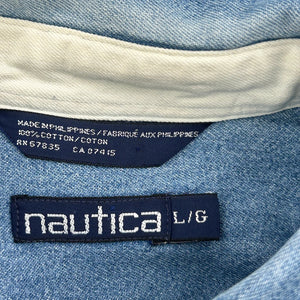 MADE IN PHILIPPINES / FABRIQUÉ AUX PHILIPPINES
100% COTTON / COTON
RN 67835 CA 07415
nautica L/G